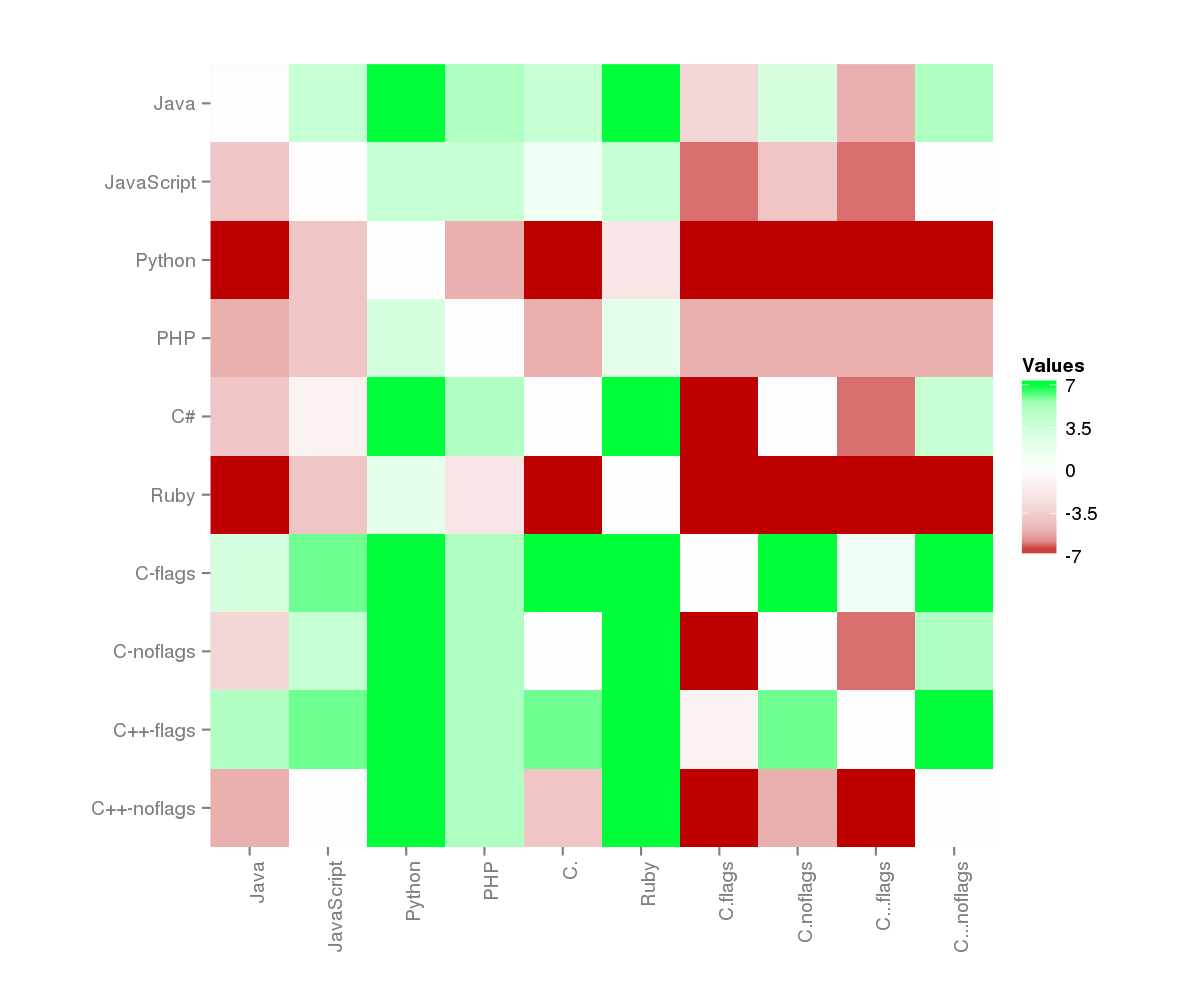 Java
JavaScript
Python
PHP
C#
Ruby
C-flags
C-noflags
C++-flags
C++-noflags
Java
JavaScript
Python
PHP
C.
Ruby
C.flags
C.noflags
C...flags
C...noflags
Values
7
3.5
0
-3.5
-7